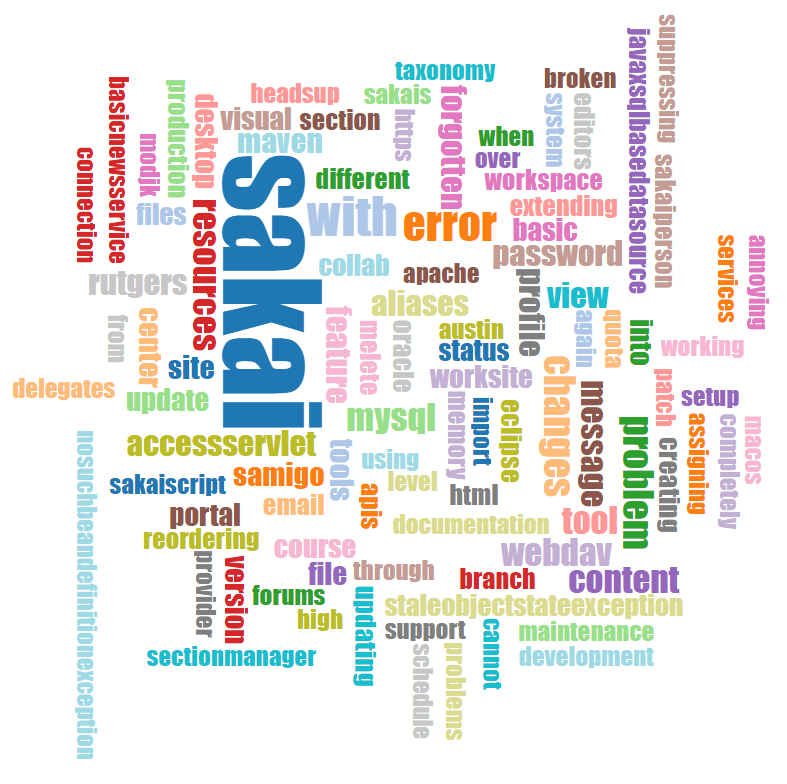 suppressing
javaxsqlbasedatasource
taxonomy
broken
basicnewsservice
production
headsup
sakais
forgotten
desktop
visual
section
https
system
editors
when
modjk
maven
over
connection
sakai
sakaiperson
different
workspace
files
resources
with
error
extending
basic
password
services
annoying
collab
apache
rutgers
profile
view
aliases
from
center
feature
melete
oracle
austin
again
quota
into
status
working
site
worksite
changes
delegates
update
mysql
memory
import
eclipse
message
patch
setup
problem
assigning
completely
macos
nosuchbeandefinitionexception
accessservlet
tools
using
creating
sakaiscript
samigo
level
apis
html
email
portal
documentation
tool
reordering
course
webdav
provider
version
file
through
branch
content
forums
updating
staleobjectstateexception
high
support
cannot
maintenance
sectionmanager
schedule
problems
development